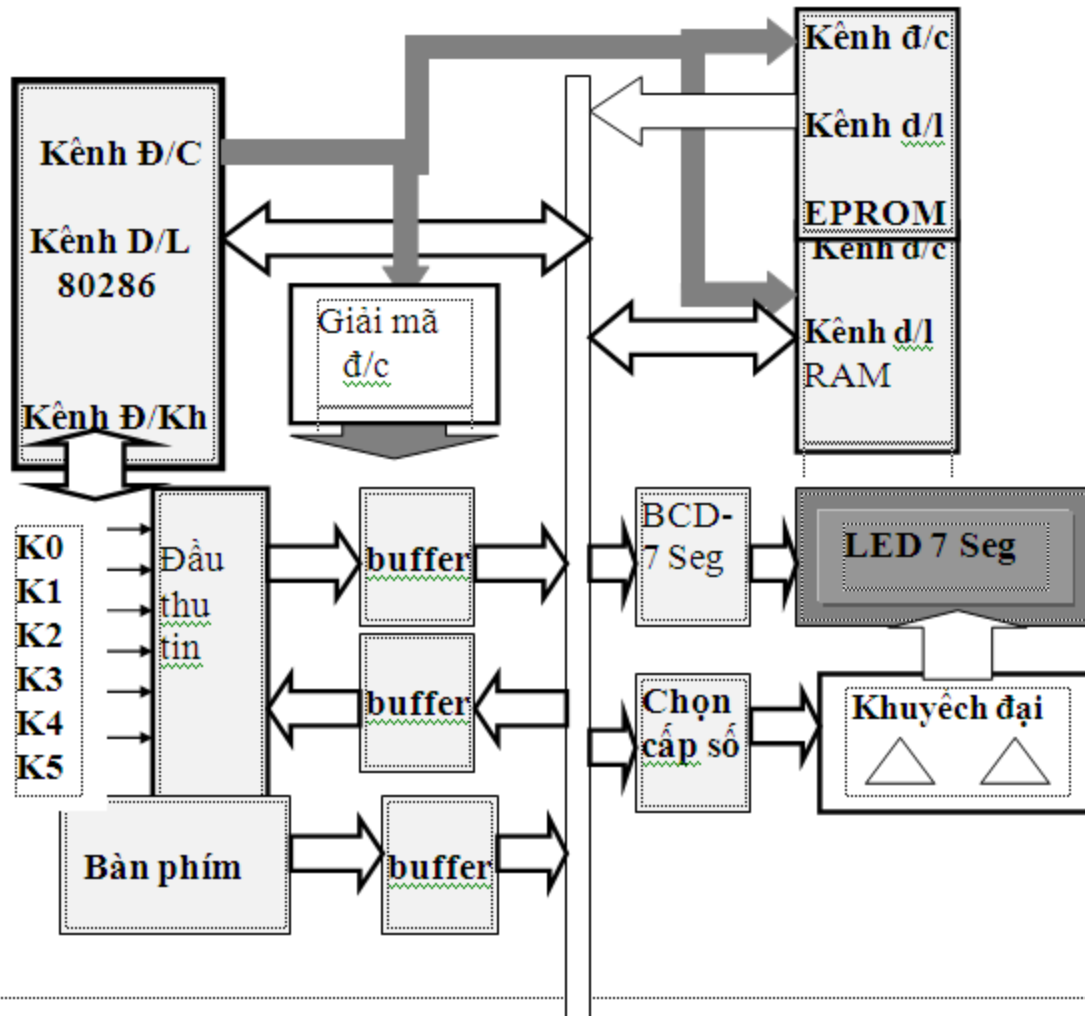 Kênh Đ/C
Kênh D/L
80286
Kênh Đ/Kh
Giải mã
đ/c
Kênh đ/c
Kênh d/l
EPROM
Kênh đ/c
Kênh d/l
RAM
K0
K1
K2
K3
K4
K5
Đầu
thu
tin
buffer
buffer
Bàn phím
buffer
BCD-
7 Seg
LED 7 Seg
Chọn
cấp số
Khuyêch đại